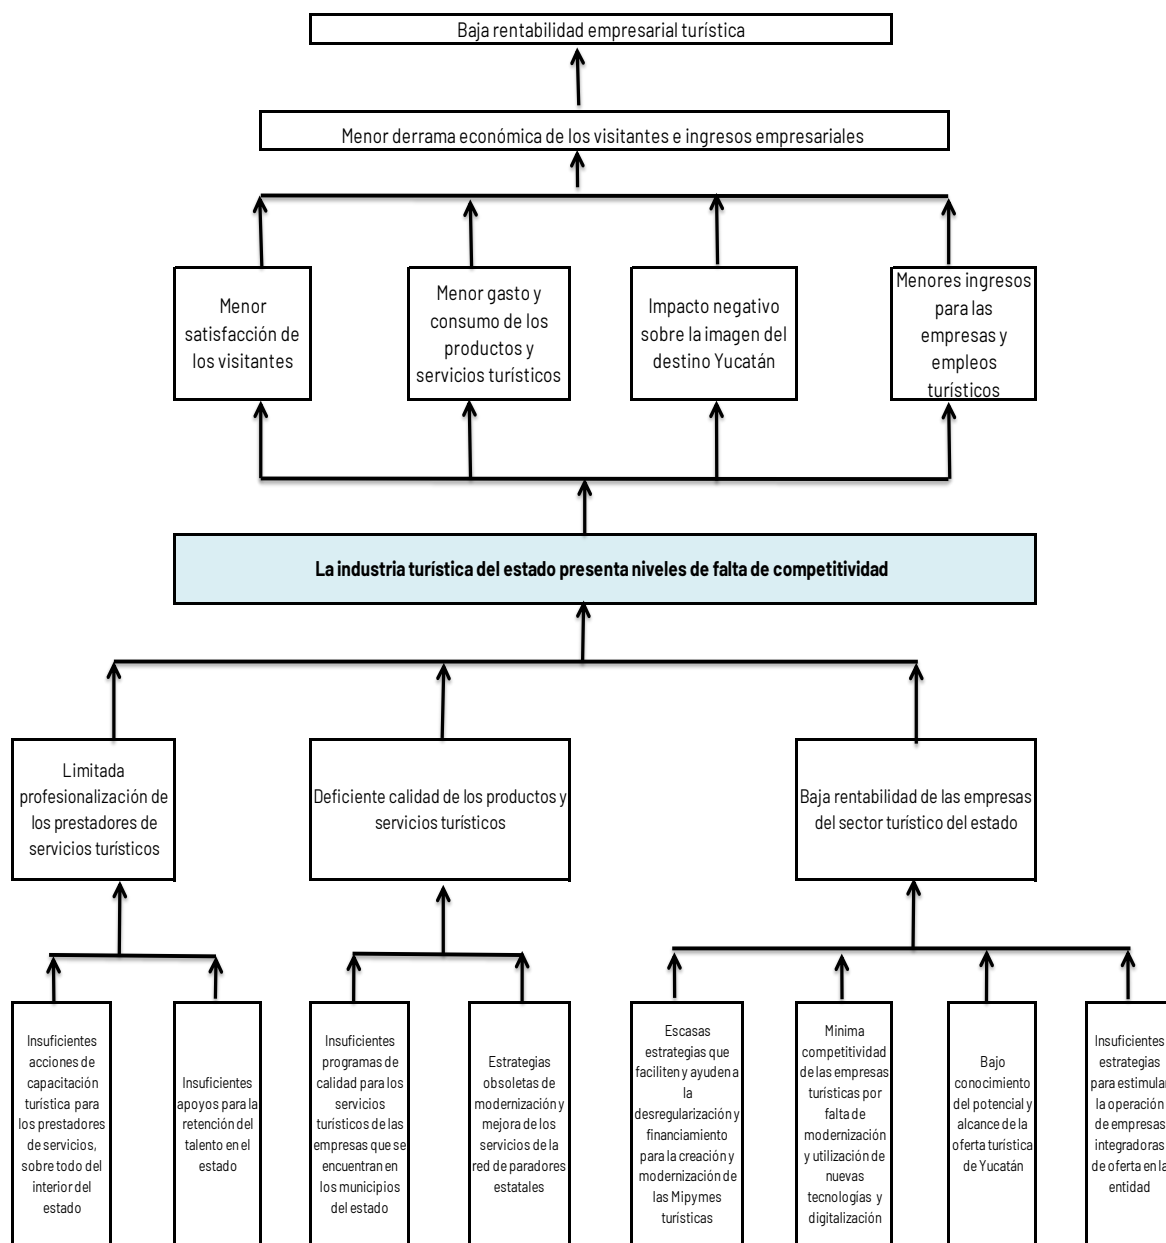 Baja rentabilidad empresarial turística
Menor derrama económica de los visitantes e ingresos empresariales
Menor
satisfacción de
los visitantes
Menor gasto y
consumo de los
productos y
servicios turísticos
Impacto negativo
sobre la imagen del
destino Yucatán
Menores ingresos
para las
empresas y
empleos
turísticos
La industria turística del estado presenta niveles de falta de competitividad
Limitada
profesionalización de
los prestadores de
servicios turísticos
Deficiente calidad de los productos y
servicios turísticos
Baja rentabilidad de las empresas
del sector turístico del estado
Insuficientes
acciones de
capacitación
turística para
los prestadores
de servicios,
sobre todo del
interior del
estado
Insuficientes
apoyos para la
retención del
talento en el
estado
Insuficientes
programas de
calidad para los
servicios
turísticos de las
empresas que se
encuentran en
los municipios
del estado
Estrategias
obsoletas de
modernización y
mejora de los
servicios de la
red de paradores
estatales
Escasas
estrategias que
faciliten y ayuden a
la
desregularización y
financiamiento
para la creación y
modernización de
las Mipymes
turísticas
Minima
competitividad
de las empresas
turísticas por
falta de
modernización
y utilización de
nuevas
tecnologías y
digitalización
Bajo
conocimiento
del potencial y
alcance de la
oferta turística
de Yucatán
Insuficientes
estrategias
para estimular
la operación
de empresas
integradoras
de oferta en la
entidad